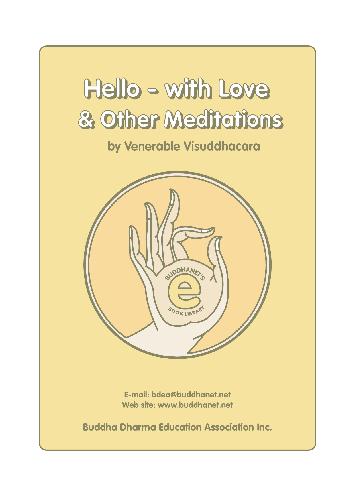 Hello - with Love
& Other Meditations
by Venerable Visuddhacara
BUDDHANET'S
e
BOOK LIBRARY
E-mail: bdea@buddhanet.net
Web site: www.buddhanet.net
Buddha Dharma Education Association Inc.